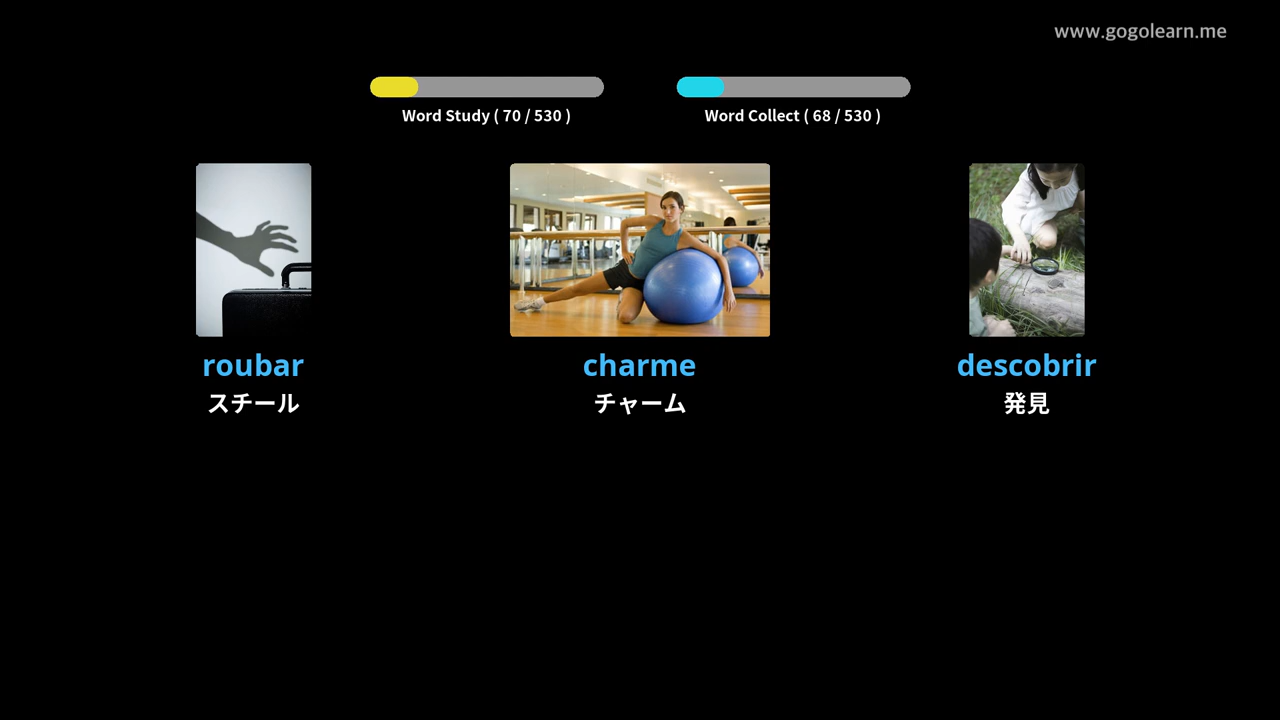 www.gogolearn.me
Word Study ( 70 / 530 )
Word Collect ( 68 / 530 )
roubar
スチール
charme
チャーム
descobrir
発見